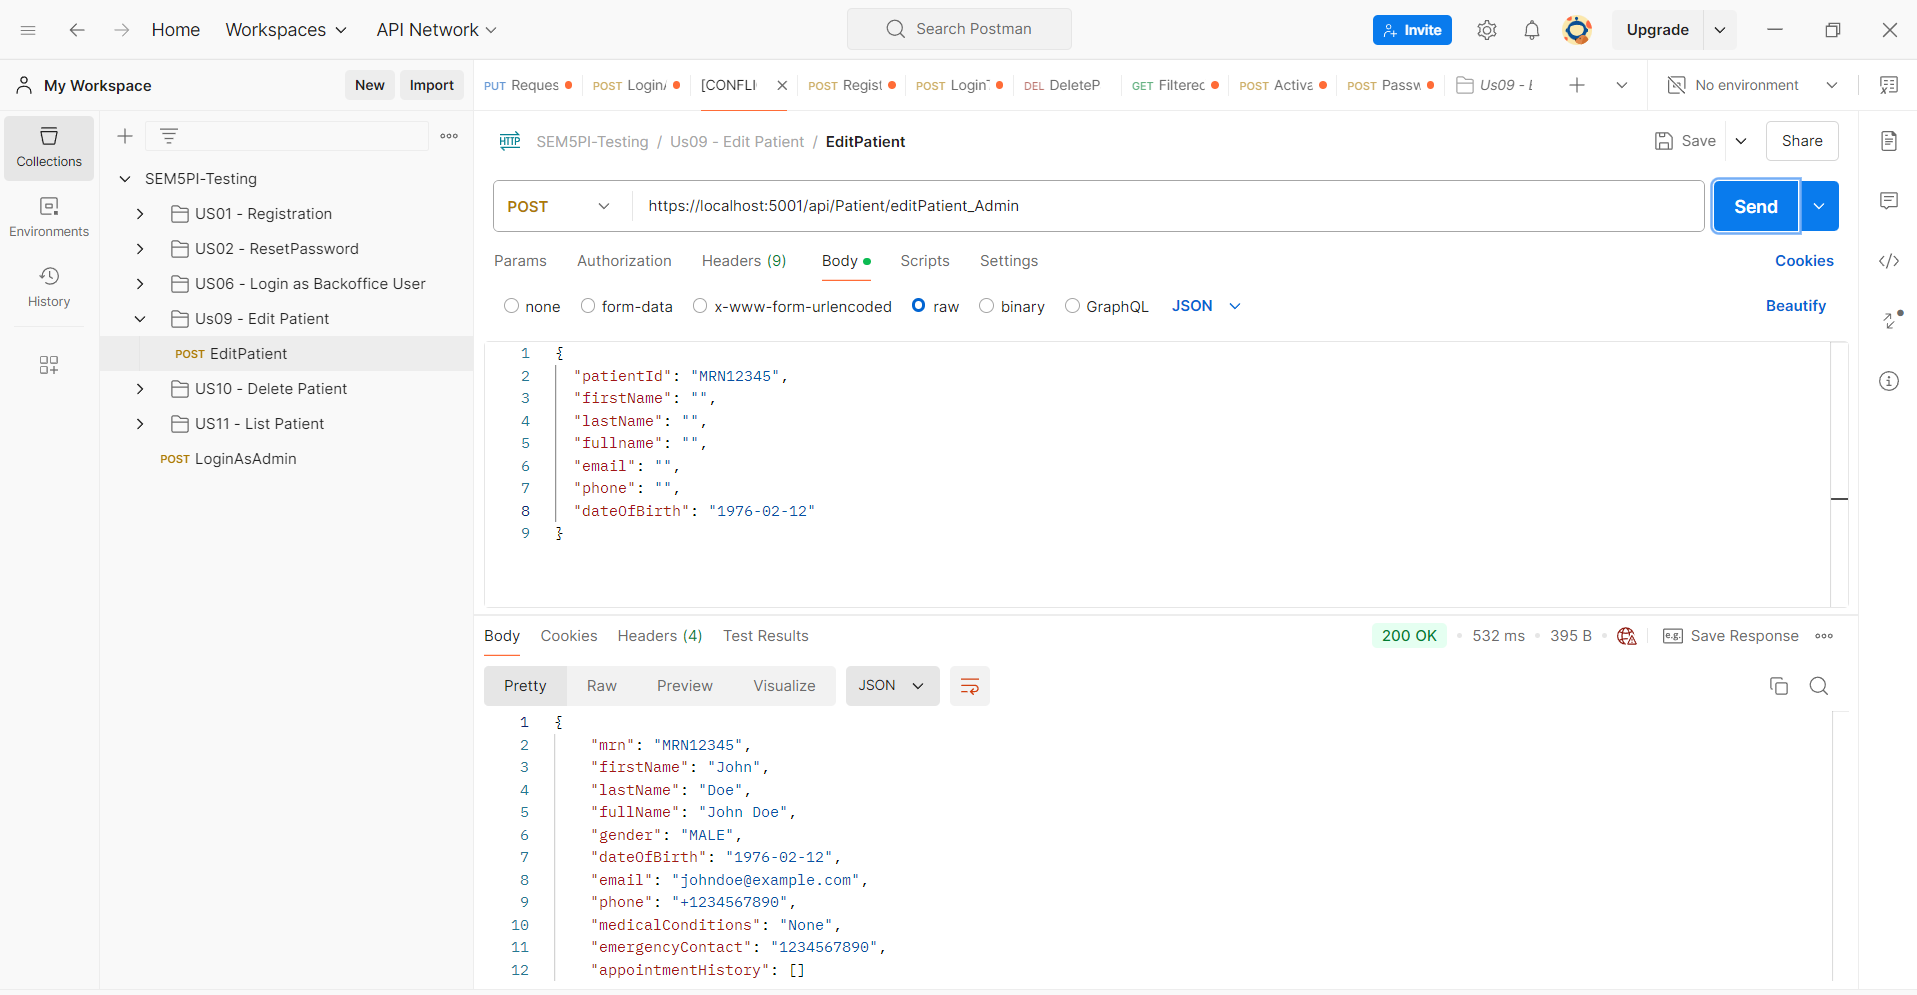 Home Workspaces API Network Search Postman Invite Upgrade
My Workspace New Import
PUT Reques POST Login/ [CONFLI POST Regist POST LoginT DEL DeleteP GET Filterec POST Activa POST Passw Us09 - E No environment
Collections
Environments
History
SEM5PI-Testing
US01 - Registration
US02 - ResetPassword
US06 - Login as Backoffice User
Us09 - Edit Patient
POST EditPatient
US10 - Delete Patient
US11 - List Patient
POST LoginAsAdmin
HTTP SEM5PI-Testing / Us09 - Edit Patient / EditPatient Save Share
POST https://localhost:5001/api/Patient/editPatient_Admin Send
Params Authorization Headers (9) Body Scripts Settings Cookies
none form-data x-www-form-urlencoded raw binary GraphQL JSON Beautify
1 {
2 "patientId": "MRN12345",
3 "firstName": "",
4 "lastName": "",
5 "fullname": "",
6 "email": "",
7 "phone": "",
8 "dateOfBirth": "1976-02-12"
9 }
Body Cookies Headers (4) Test Results 200 OK 532 ms 395 B e.g. Save Response
Pretty Raw Preview Visualize JSON
1 {
2 "mrn": "MRN12345",
3 "firstName": "John",
4 "lastName": "Doe",
5 "fullName": "John Doe",
6 "gender": "MALE",
7 "dateOfBirth": "1976-02-12",
8 "email": "johndoe@example.com",
9 "phone": "+1234567890",
10 "medicalConditions": "None",
11 "emergencyContact": "1234567890",
12 "appointmentHistory": []